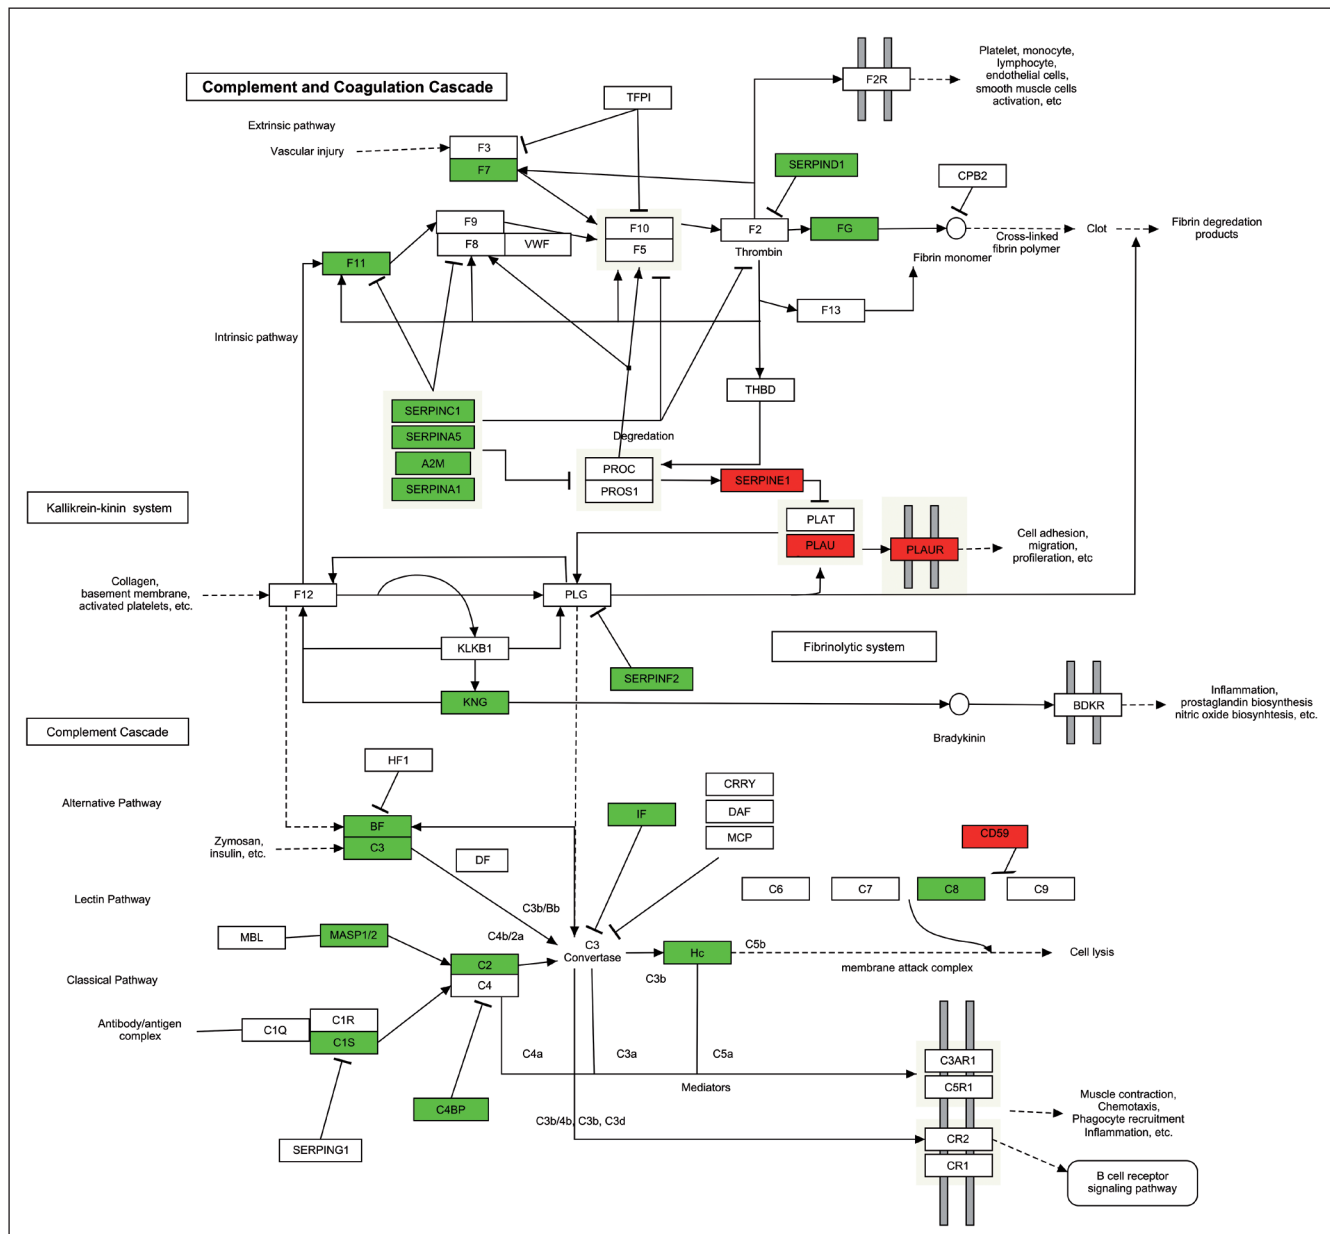 Complement and Coagulation Cascade
Platelet, monocyte,
lymphocyte,
endothelial cells,
smooth muscle cells
activation, etc
F2R
TFPI
Extrinsic pathway
Vascular injury
F3
F7
SERPIND1
CPB2
F9
F8
VWF
F10
F5
F2
Thrombin
FG
Cross-linked
fibrin polymer
Clot
Fibrin degredation
products
Fibrin monomer
F11
F13
Intrinsic pathway
THBD
SERPINC1
SERPINA5
A2M
SERPINA1
Degredation
PROC
PROS1
SERPINE1
Kallikrein-kinin system
PLAT
PLAU
PLAUR
Cell adhesion,
migration,
profileration, etc
Collagen,
basement membrane,
activated platelets, etc.
F12
PLG
KLKB1
Fibrinolytic system
SERPINF2
KNG
Bradykinin
BDKR
Inflammation,
prostaglandin biosynthesis
nitric oxide biosynhtesis, etc.
Complement Cascade
HF1
Alternative Pathway
CRRY
DAF
MCP
IF
BF
C3
Zymosan,
insulin, etc.
DF
CD59
C6
C7
C8
C9
Lectin Pathway
C3b/Bb
MBL
MASP1/2
C4b/2a
C3
Convertase
Hc
C5b
C3b
membrane attack complex
Cell lysis
Classical Pathway
C2
C4
Antibody/antigen
complex
C1Q
C1R
C1S
C4a
C3a
C5a
Mediators
C3AR1
C5R1
C4BP
C3b/4b, C3b, C3d
Muscle contraction,
Chemotaxis,
Phagocyte recruitment
Inflammation, etc.
CR2
CR1
SERPING1
B cell receptor
signaling pathway